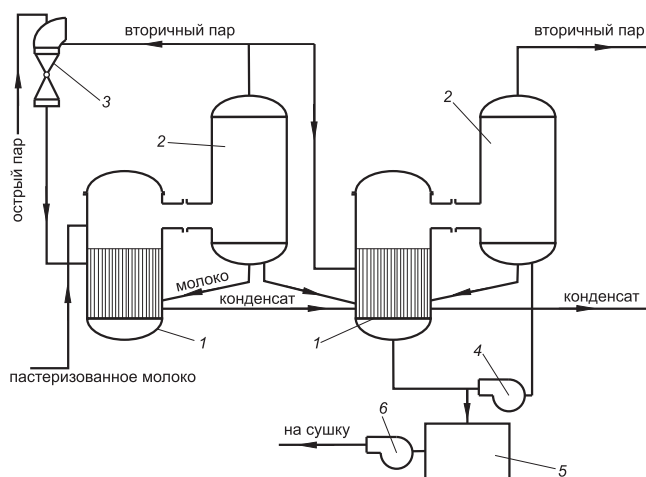 вторичный пар
вторичный пар
3
2
2
острый пар
молоко
конденсат
конденсат
1
1
пастеризованное молоко
4
6
на сушку
5